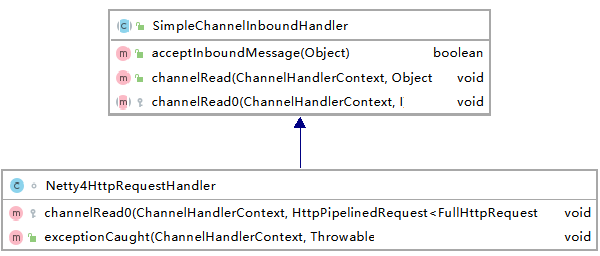 SimpleChannelInboundHandler
acceptInboundMessage(Object) boolean
channelRead(ChannelHandlerContext, Object void
channelRead0(ChannelHandlerContext, I void
Netty4HttpRequestHandler
channelRead0(ChannelHandlerContext, HttpPipelinedRequest<FullHttpRequest void
exceptionCaught(ChannelHandlerContext, Throwable void